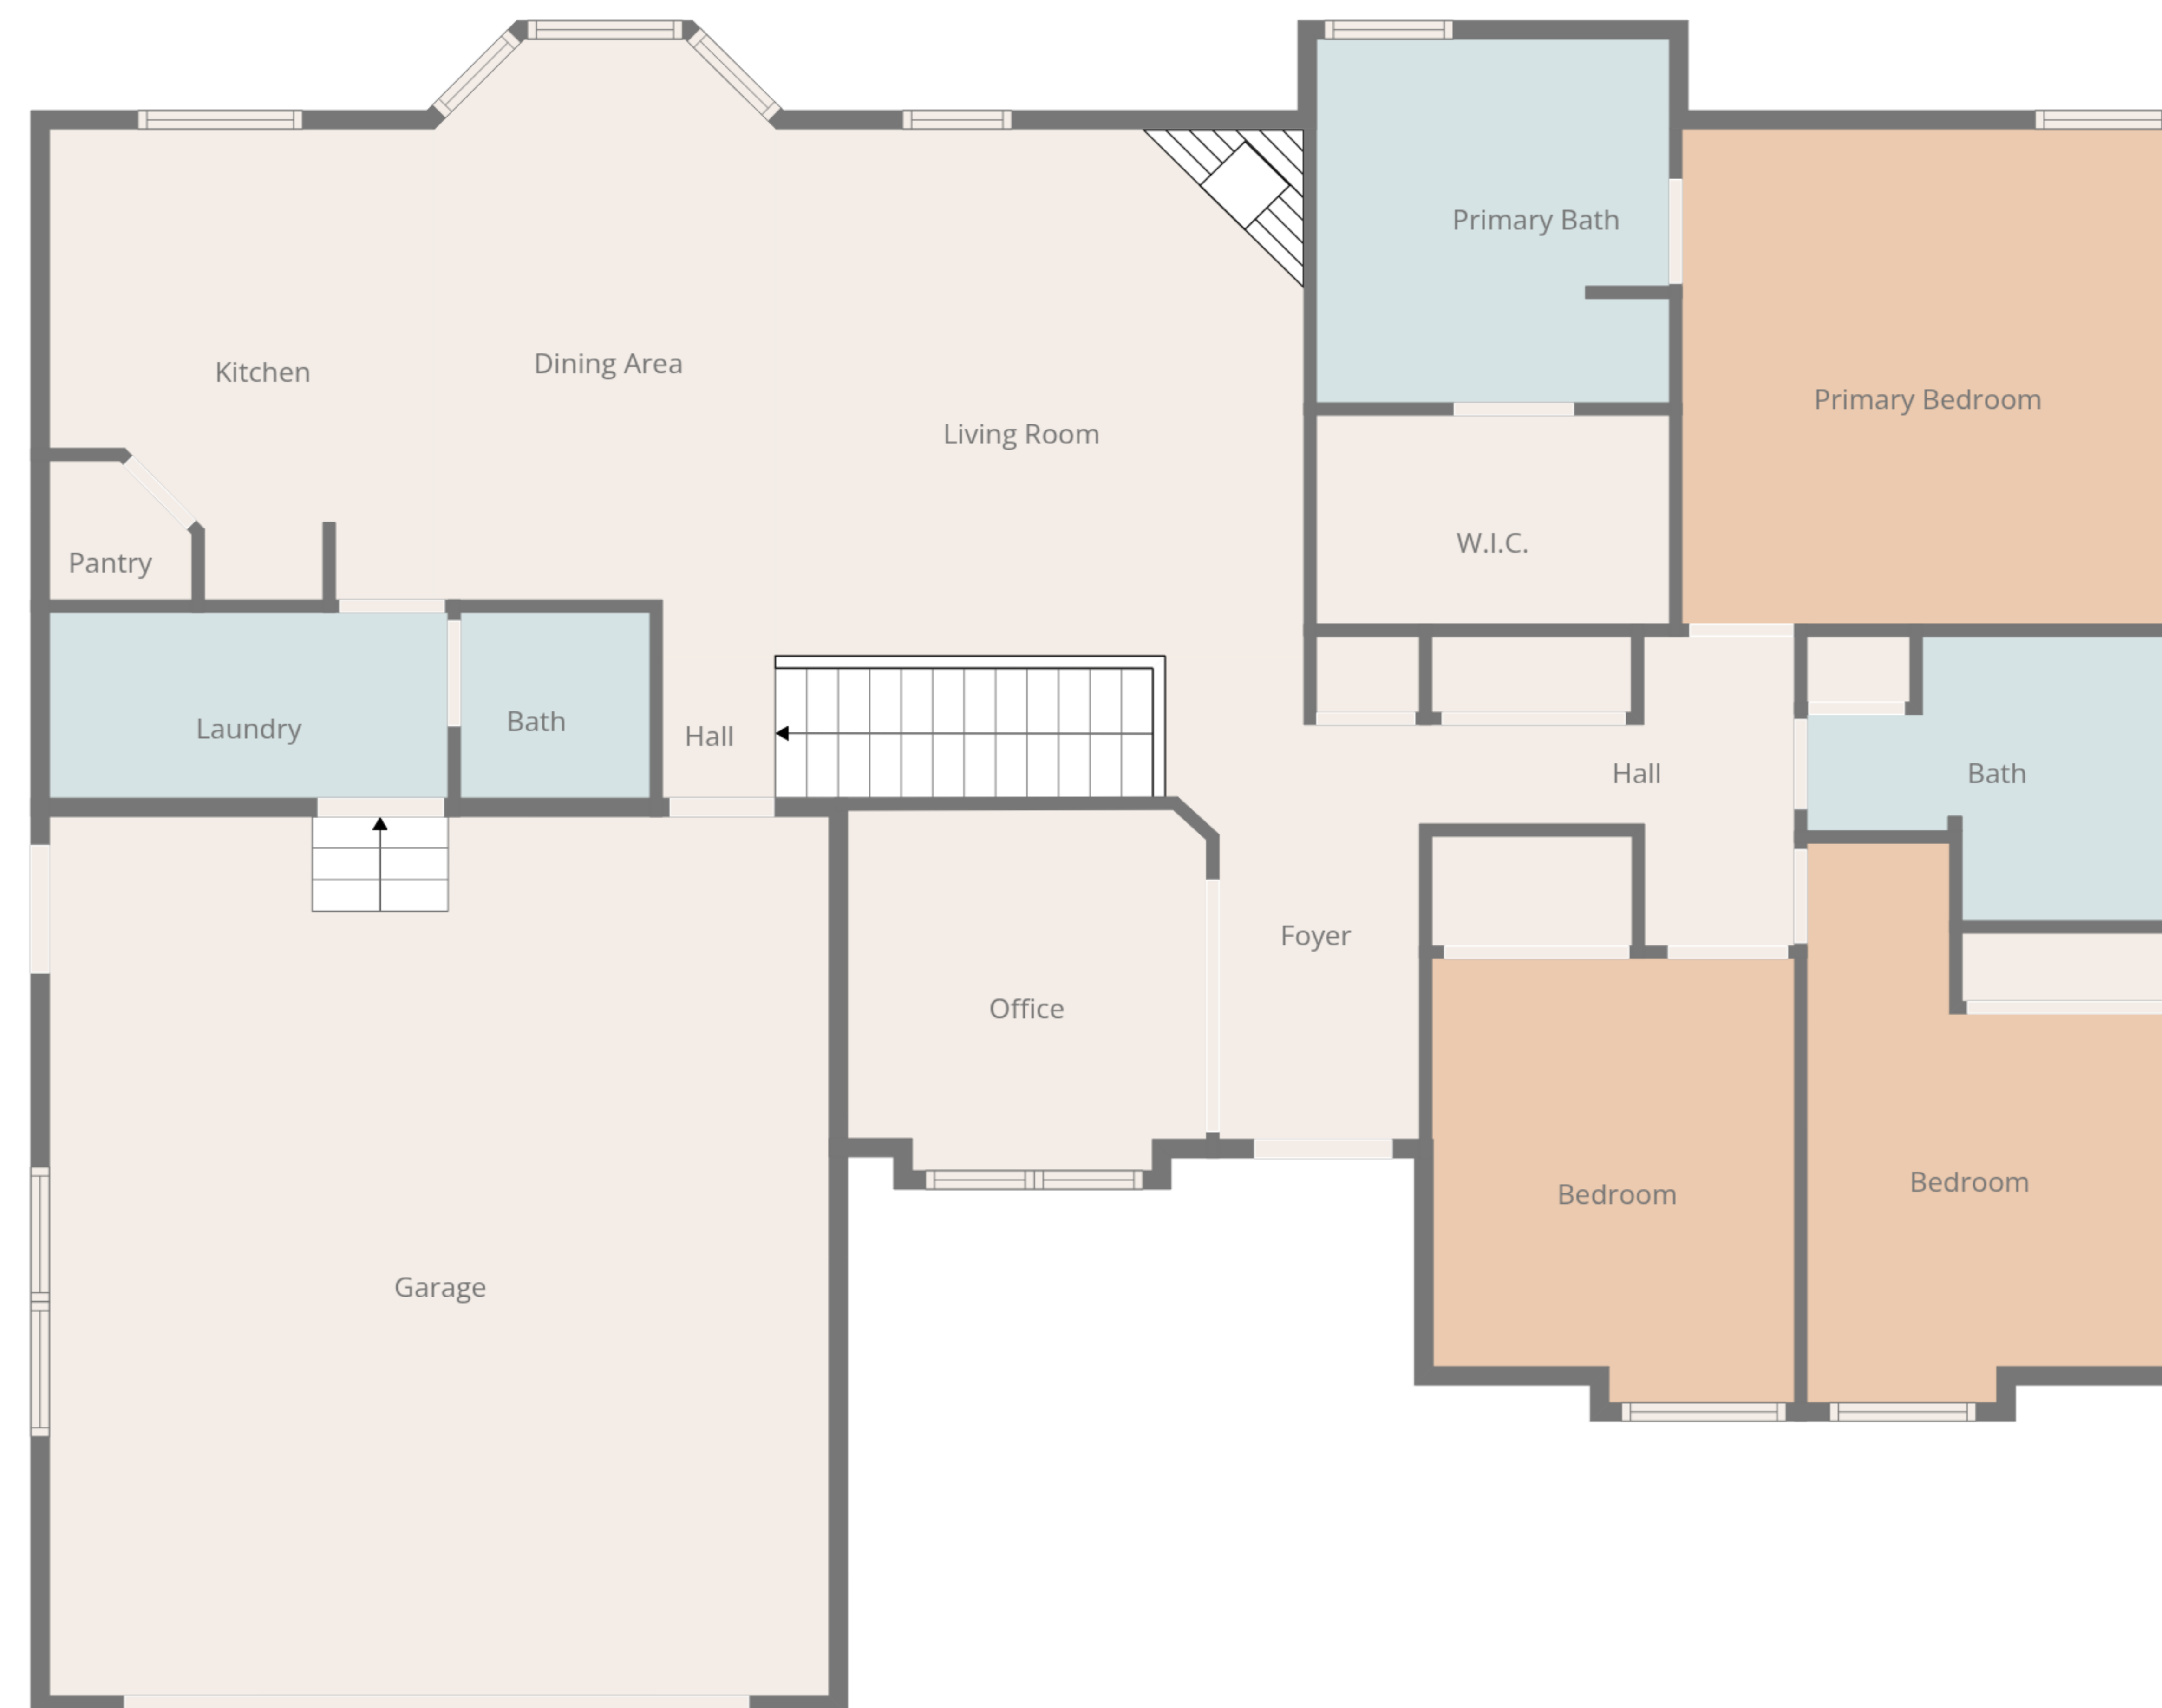 Primary Bath
Dining Area
Kitchen
Primary Bedroom
Living Room
W.I.C.
Pantry
Laundry
Bath
Hall
Hall
Bath
Foyer
Office
Bedroom
Bedroom
Garage